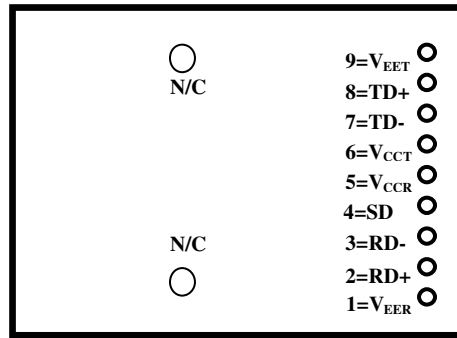 9=VEET
N/C
8=TD+
7=TD-
6=VCCT
5=VCCR
4=SD
N/C
3=RD-
2=RD+
1=VEER